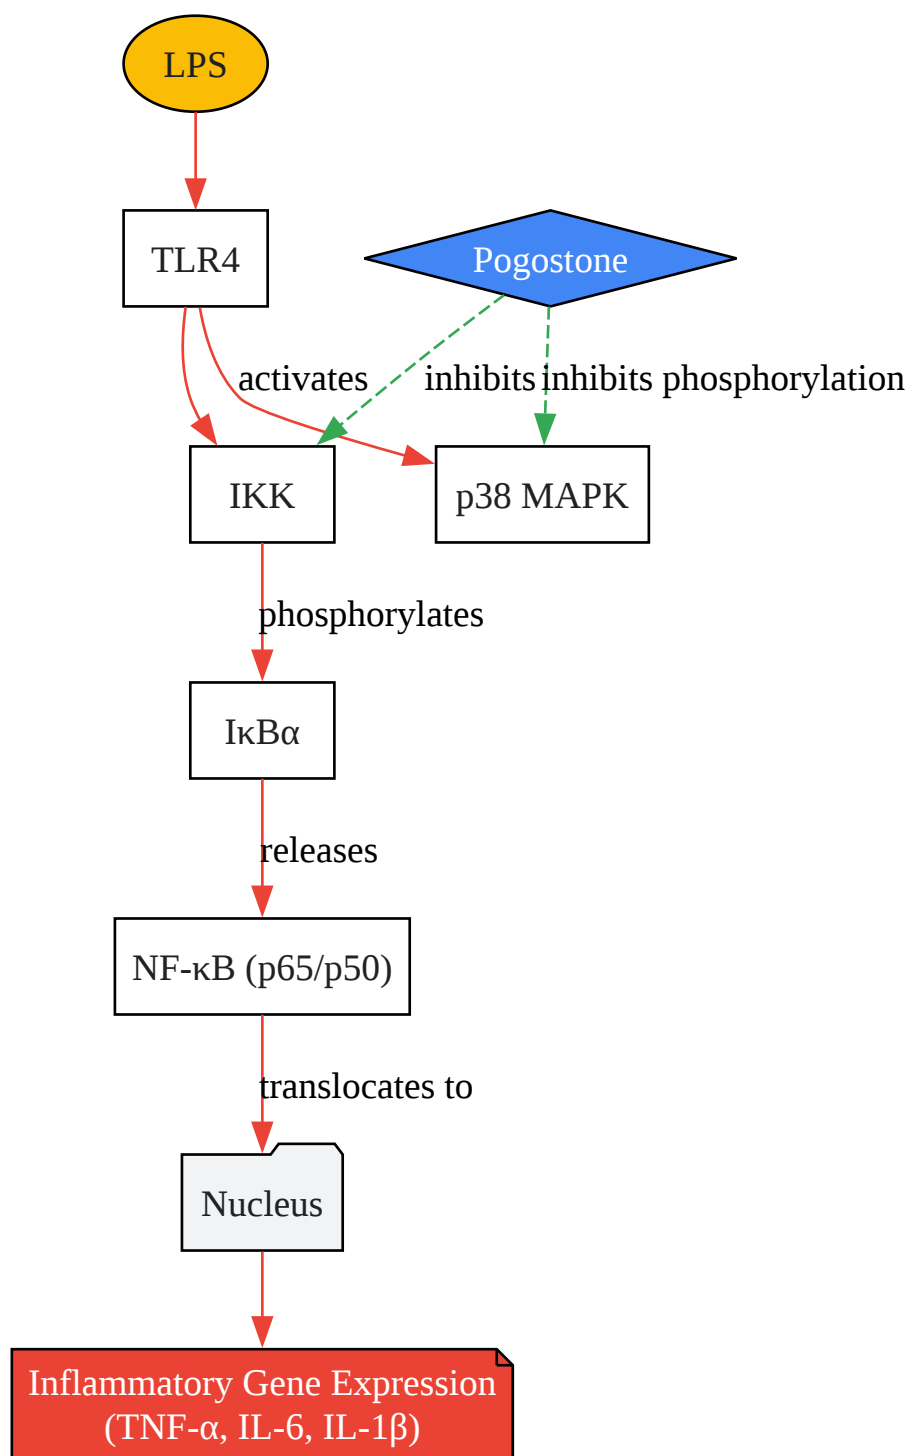 LPS
TLR4
Pogostone
activates
inhibits
inhibits phosphorylation
IKK
p38 MAPK
phosphorylates
IκBα
releases
NF-κB (p65/p50)
translocates to
Nucleus
Inflammatory Gene Expression
(TNF-α, IL-6, IL-1β)